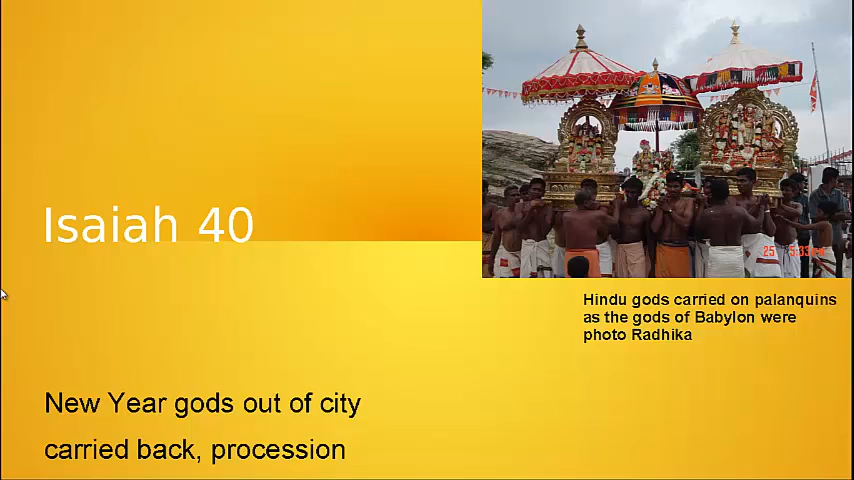 Isaiah 40
Hindu gods carried on palanquins
as the gods of Babylon were
photo Radhika
New Year gods out of city
carried back, procession